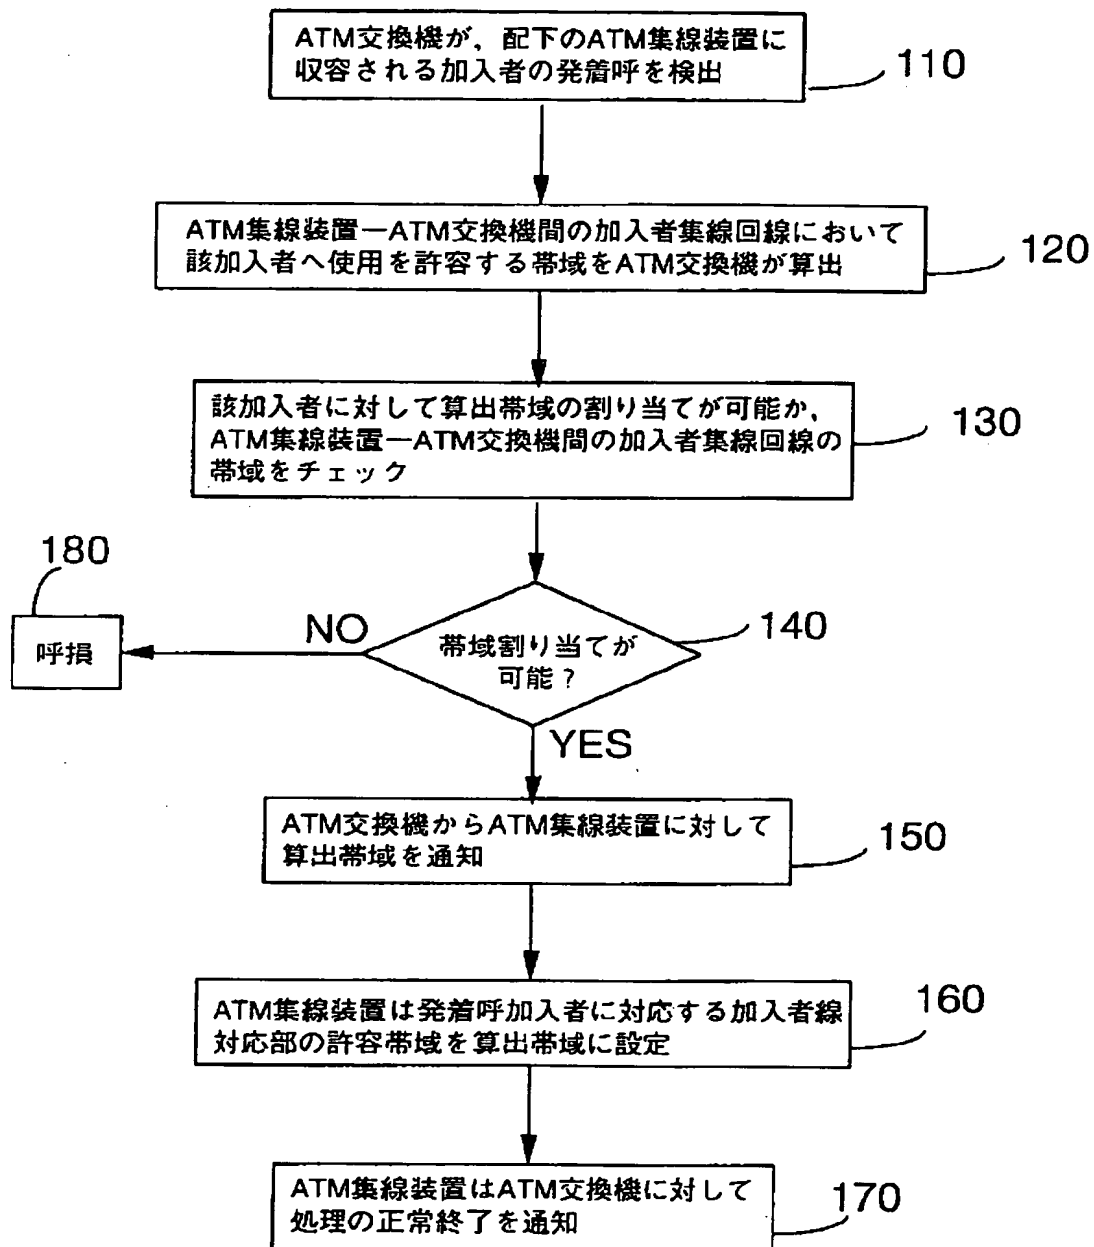 ATM交換機が、配下のATM集線装置に
収容される加入者の発着呼を検出
110
ATM集線装置―ATM交換機間の加入者集線回線において
該加入者へ使用を許容する帯域をATM交換機が算出
120
該加入者に対して算出帯域の割り当てが可能か、
ATM集線装置―ATM交換機間の加入者集線回線の
帯域をチェック
130
180
呼損
NO
帯域割り当てが
可能?
140
YES
ATM交換機からATM集線装置に対して
算出帯域を通知
150
ATM集線装置は発着呼加入者に対応する加入者線
対応部の許容帯域を算出帯域に設定
160
ATM集線装置はATM交換機に対して
処理の正常終了を通知
170